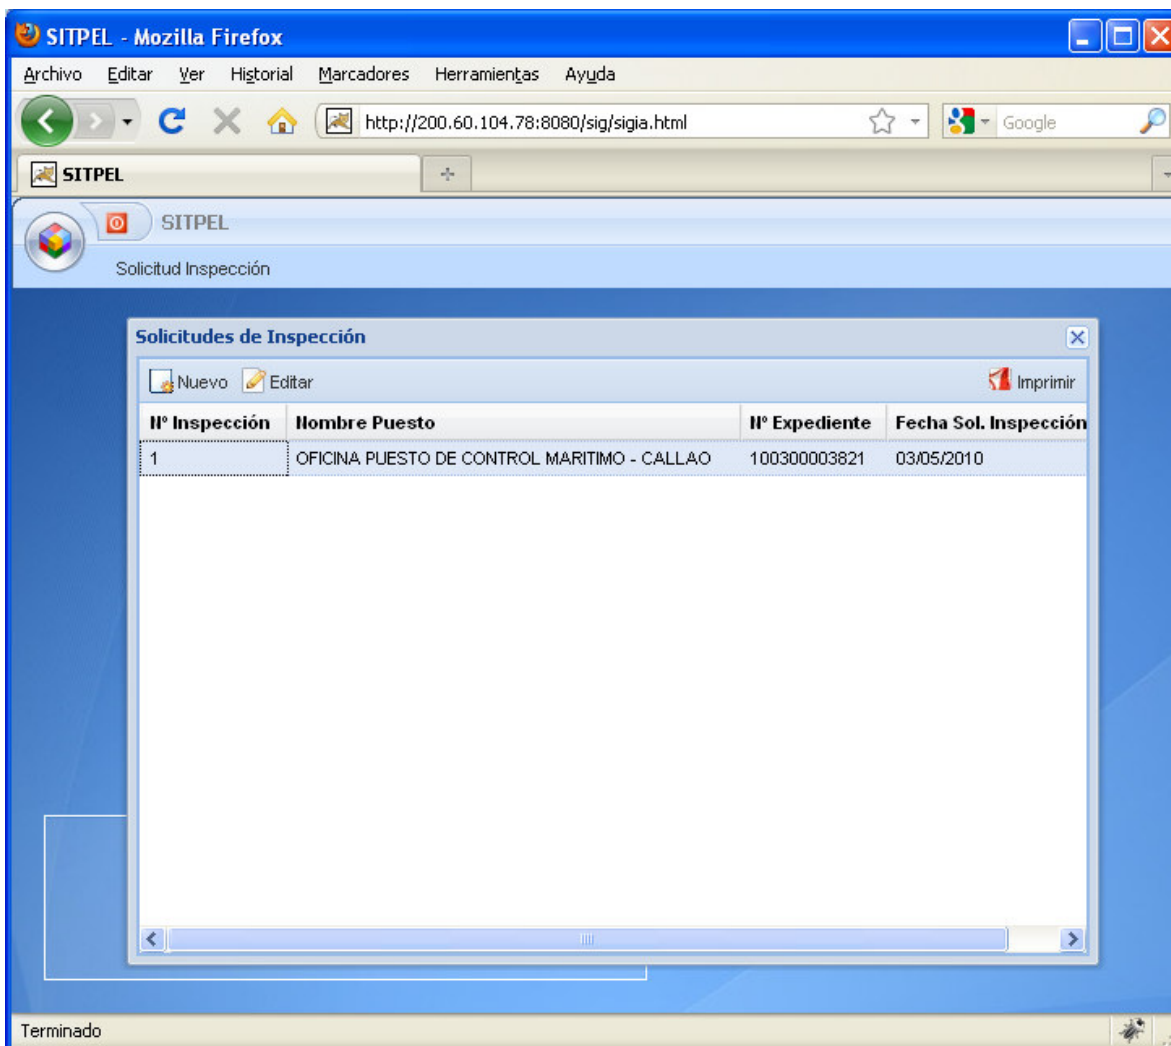 SITPEL - Mozilla Firefox
Archivo Editar Ver Historial Marcadores Herramientas Ayuda
http://200.60.104.78:8080/sig/sigia.html Google
SITPEL
SITPEL
Solicitud Inspección
Solicitudes de Inspección
Nuevo Editar Imprimir
Nº Inspección Nombre Puesto Nº Expediente Fecha Sol. Inspección
1 OFICINA PUESTO DE CONTROL MARITIMO - CALLAO 100300003821 03/05/2010
Terminado